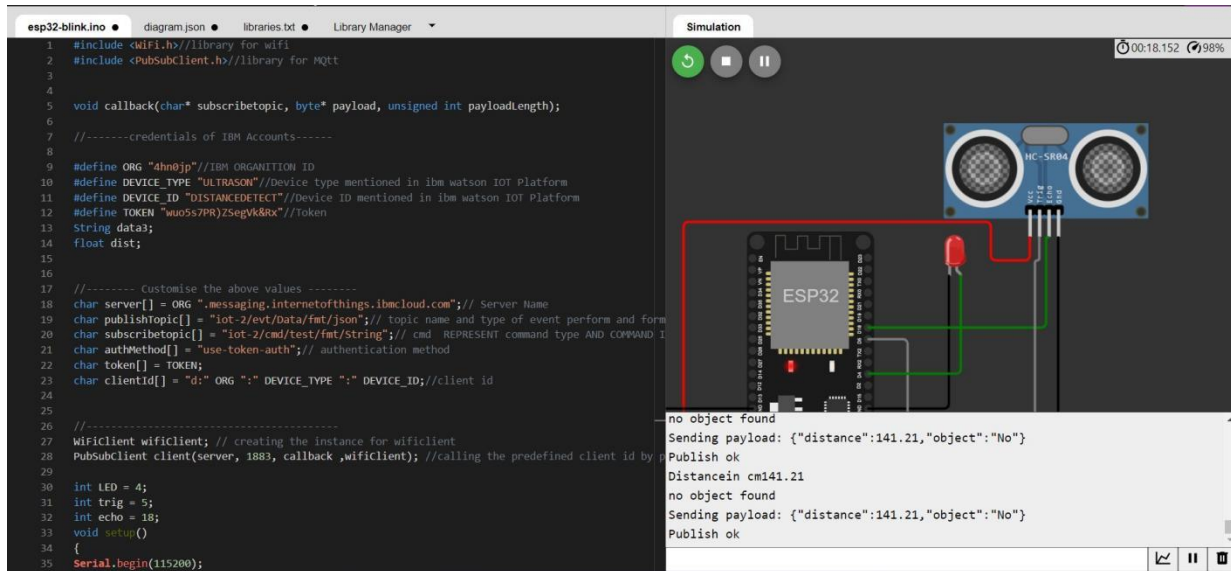 esp32-blink.ino ● diagram.json ● libraries.txt ● Library Manager
1 #include <WiFi.h>//library for wifi
2 #include <PubSubClient.h>//library for MQtt
3
4
5 void callback(char* subscribetopic, byte* payload, unsigned int payloadLength);
6
7 //-------credentials of IBM Accounts------
8
9 #define ORG "4hn0jp"//IBM ORGANITION ID
10 #define DEVICE_TYPE "ULTRASON"//Device type mentioned in ibm watson IOT Platform
11 #define DEVICE_ID "DISTANCEDETECT"//Device ID mentioned in ibm watson IOT Platform
12 #define TOKEN "wuo5s7PR)ZSegVk&Rx"//Token
13 String data3;
14 float dist;
15
16
17 //-------- Customise the above values --------
18 char server[] = ORG ".messaging.internetofthings.ibmcloud.com";// Server Name
19 char publishTopic[] = "iot-2/evt/Data/fmt/json";// topic name and type of event perform and form
20 char subscribetopic[] = "iot-2/cmd/test/fmt/String";// cmd REPRESENT command type AND COMMAND I
21 char authMethod[] = "use-token-auth";// authentication method
22 char token[] = TOKEN;
23 char clientId[] = "d:" ORG ":" DEVICE_TYPE ":" DEVICE_ID;//client id
24
25
26 //-----------------------------------------
27 WiFiClient wifiClient; // creating the instance for wificlient
28 PubSubClient client(server, 1883, callback ,wifiClient); //calling the predefined client id by p
29
30 int LED = 4;
31 int trig = 5;
32 int echo = 18;
33 void setup()
34 {
35 Serial.begin(115200);
Simulation
00:18.152 98%
HC-SR04
Vcc
Trig
Echo
Gnd
ESP32
no object found
Sending payload: {"distance":141.21,"object":"No"}
Publish ok
Distancein cm141.21
no object found
Sending payload: {"distance":141.21,"object":"No"}
Publish ok